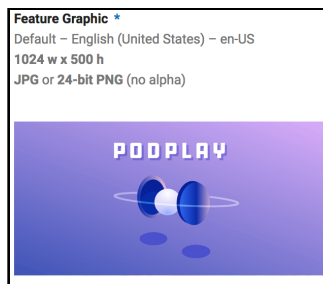 Feature Graphic *
Default – English (United States) – en-US
1024 w x 500 h
JPG or 24-bit PNG (no alpha)
PODPLAY